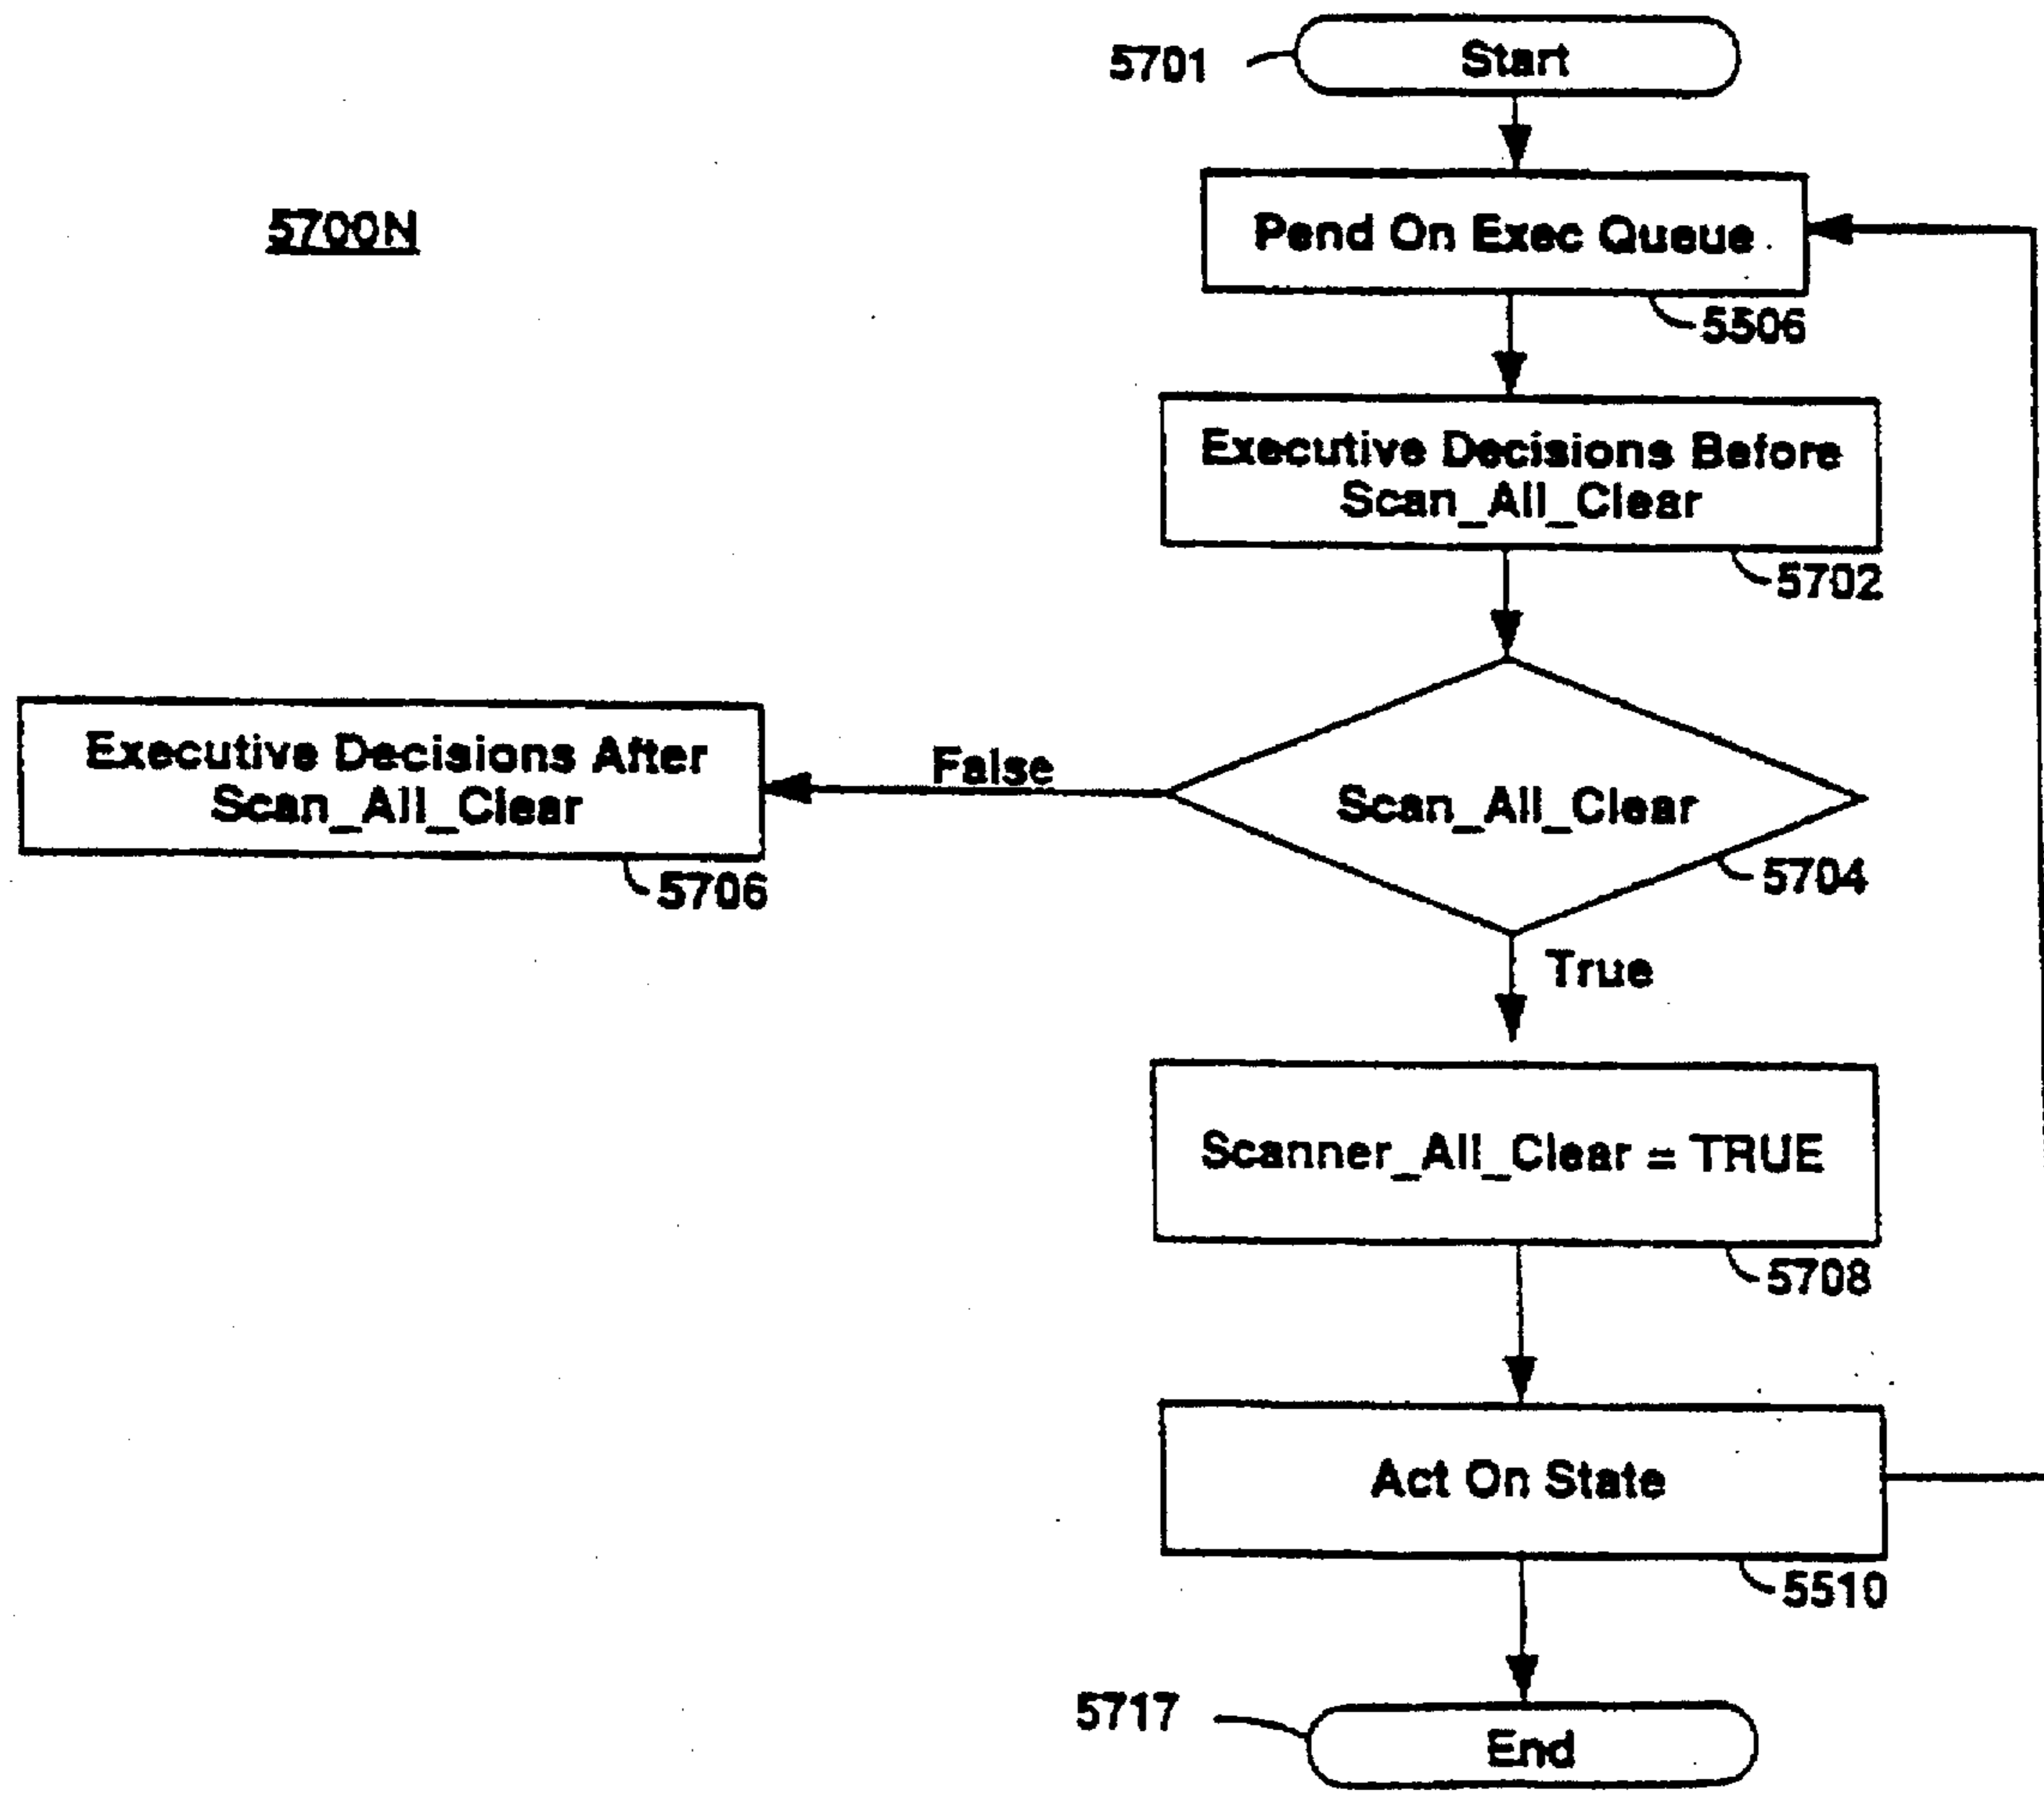 5701
Start
5700N
Pend On Exec Queue
5506
Executive Decisions Before
Scan_All_Clear
5702
Executive Decisions After
Scan_All_Clear
5706
False
Scan_All_Clear
5704
True
Scanner_All_Clear = TRUE
5708
Act On State
5510
5717
End